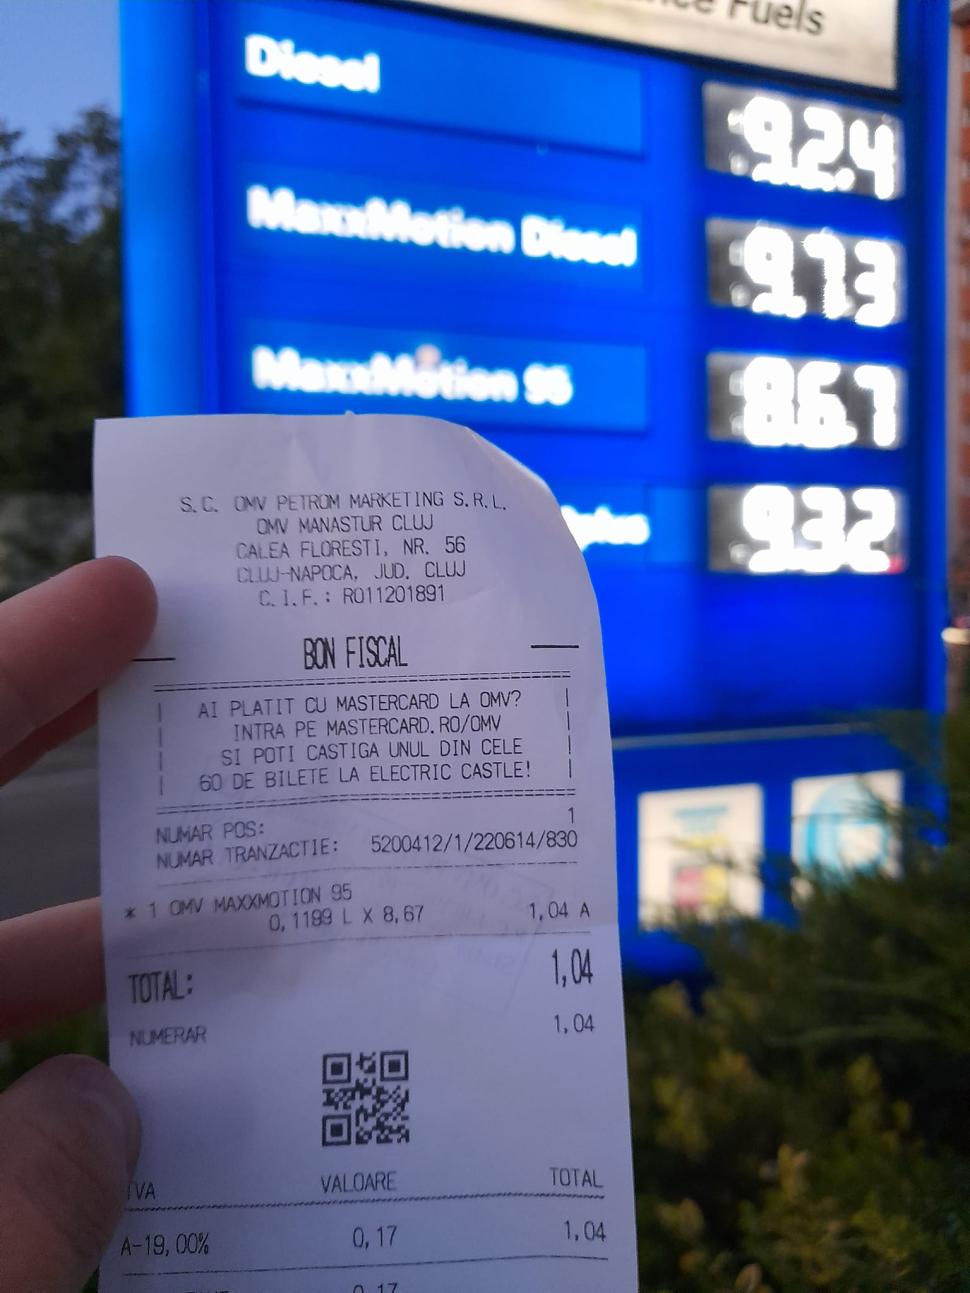 Fuels
Diesel 9.24
MaxxMotion Diesel 9.73
MaxxMotion 95 8.67
plus 9.32
S.C. OMV PETROM MARKETING S.R.L.
OMV MANASTUR CLUJ
CALEA FLORESTI, NR. 56
CLUJ-NAPOCA, JUD. CLUJ
C.I.F.: RO11201891
BON FISCAL
AI PLATIT CU MASTERCARD LA OMV?
INTRA PE MASTERCARD.RO/OMV
SI POTI CASTIGA UNUL DIN CELE
60 DE BILETE LA ELECTRIC CASTLE!
NUMAR POS: 1
NUMAR TRANZACTIE: 5200412/1/220614/830
* 1 OMV MAXXMOTION 95
0,1199 L X 8,67 1,04 A
TOTAL: 1,04
NUMERAR 1,04
TVA VALOARE TOTAL
A-19,00% 0,17 1,04
0,17